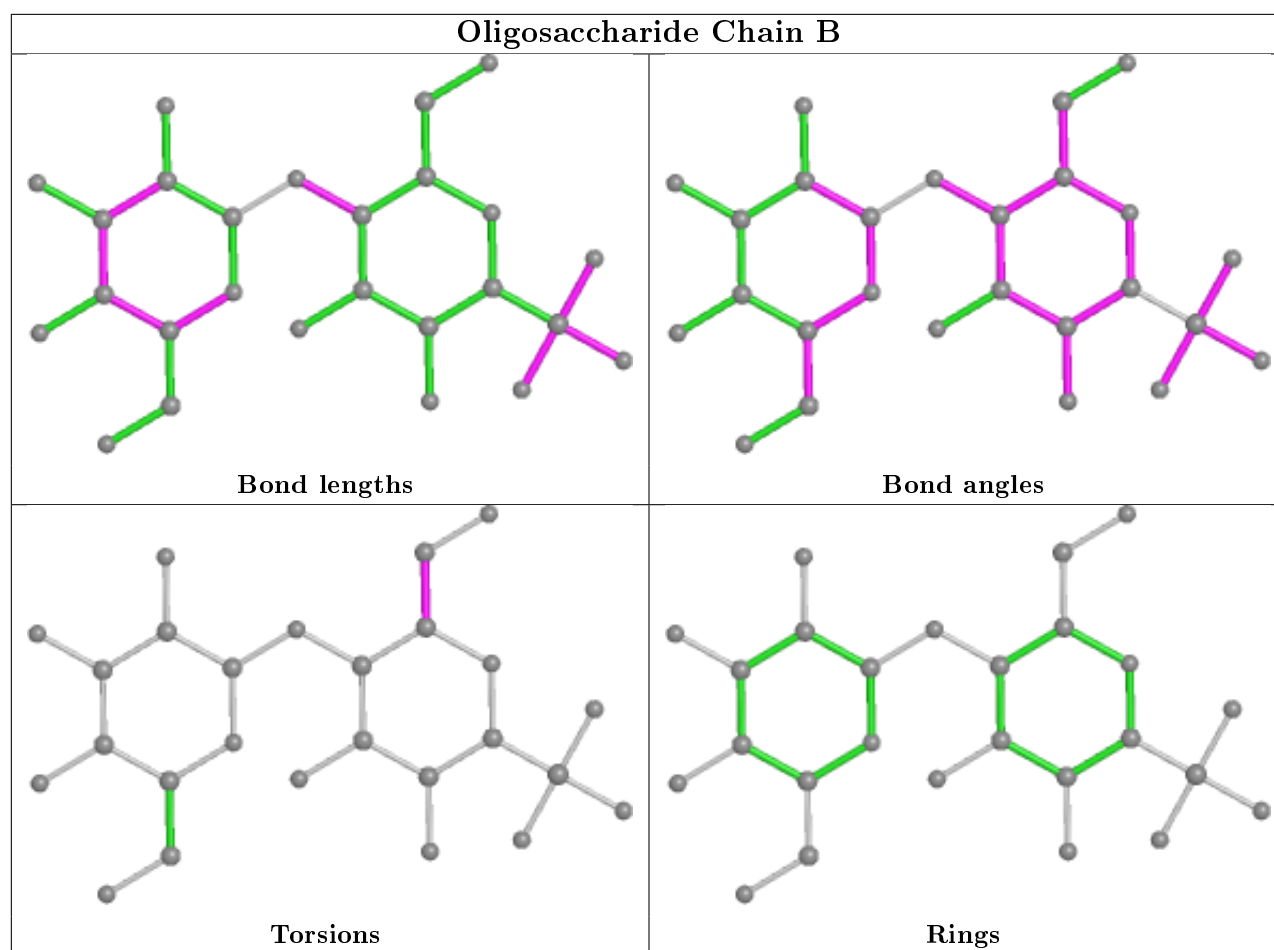 Oligosaccharide Chain B
Bond lengths
Bond angles
Torsions
Rings